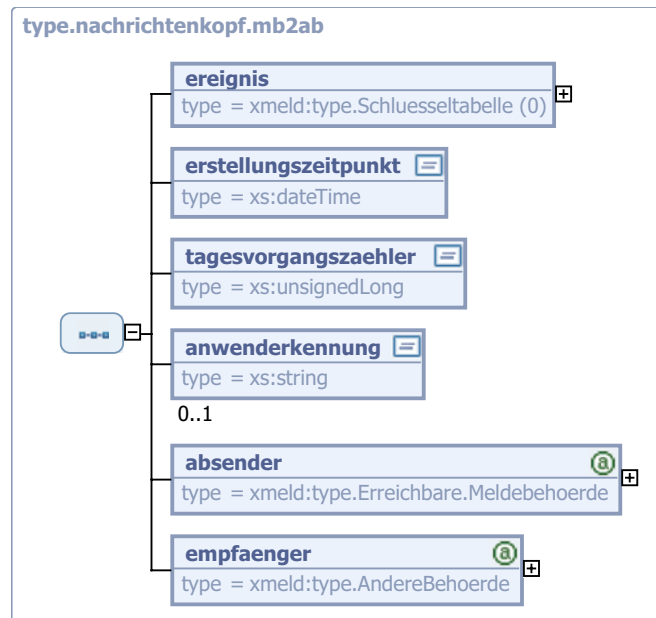 type.nachrichtenkopf.mb2ab
ereignis
type = xmeld:type.Schluesseltabelle (0)
erstellungszeitpunkt
type = xs:dateTime
tagesvorgangszaehler
type = xs:unsignedLong
anwenderkennung
type = xs:string
0..1
absender
type = xmeld:type.Erreichbare.Meldebehoerde
empfaenger
type = xmeld:type.AndereBehoerde